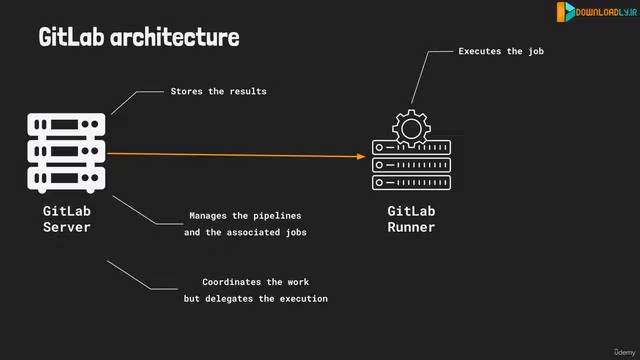 DOWNLOADLY.IR
GitLab architecture
Executes the job
Stores the results
GitLab
Server
GitLab
Runner
Manages the pipelines
and the associated jobs
Coordinates the work
but delegates the execution
udemy